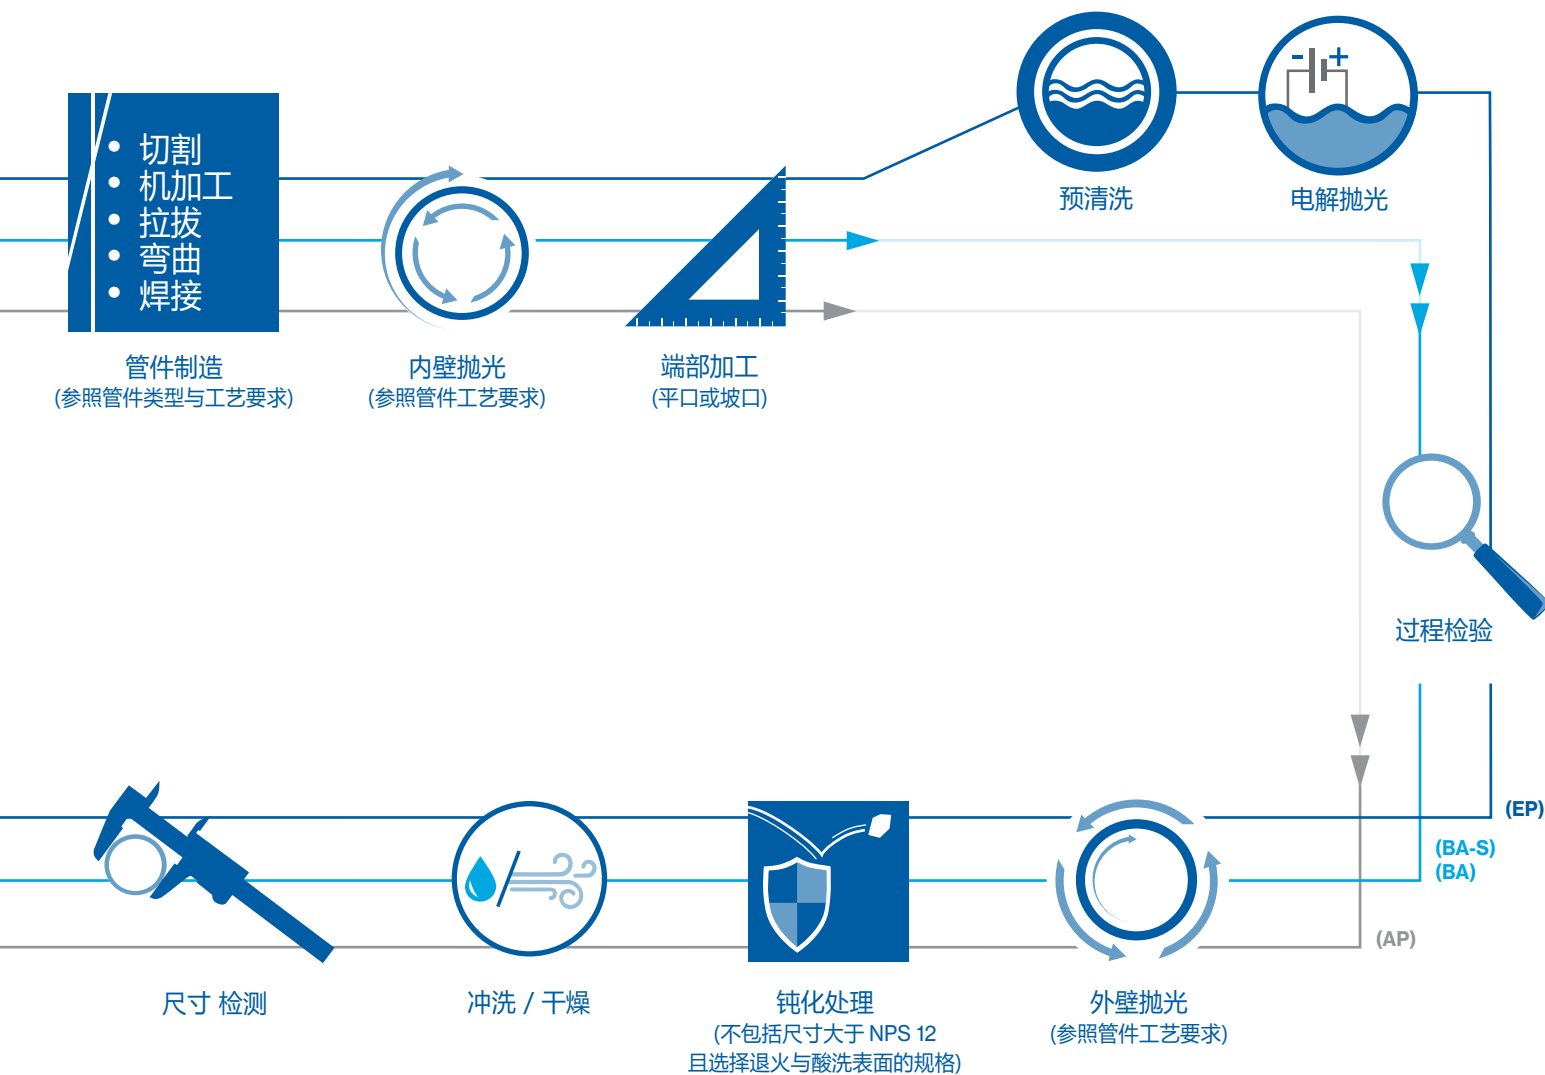 • 切割
• 机加工
• 拉拔
• 弯曲
• 焊接
管件制造
(参照管件类型与工艺要求)
内壁抛光
(参照管件工艺要求)
端部加工
(平口或坡口)
预清洗
- +
电解抛光
过程检验
(EP)
(BA-S)
(BA)
(AP)
外壁抛光
(参照管件工艺要求)
钝化处理
(不包括尺寸大于 NPS 12
且选择退火与酸洗表面的规格)
冲洗 / 干燥
尺寸 检测